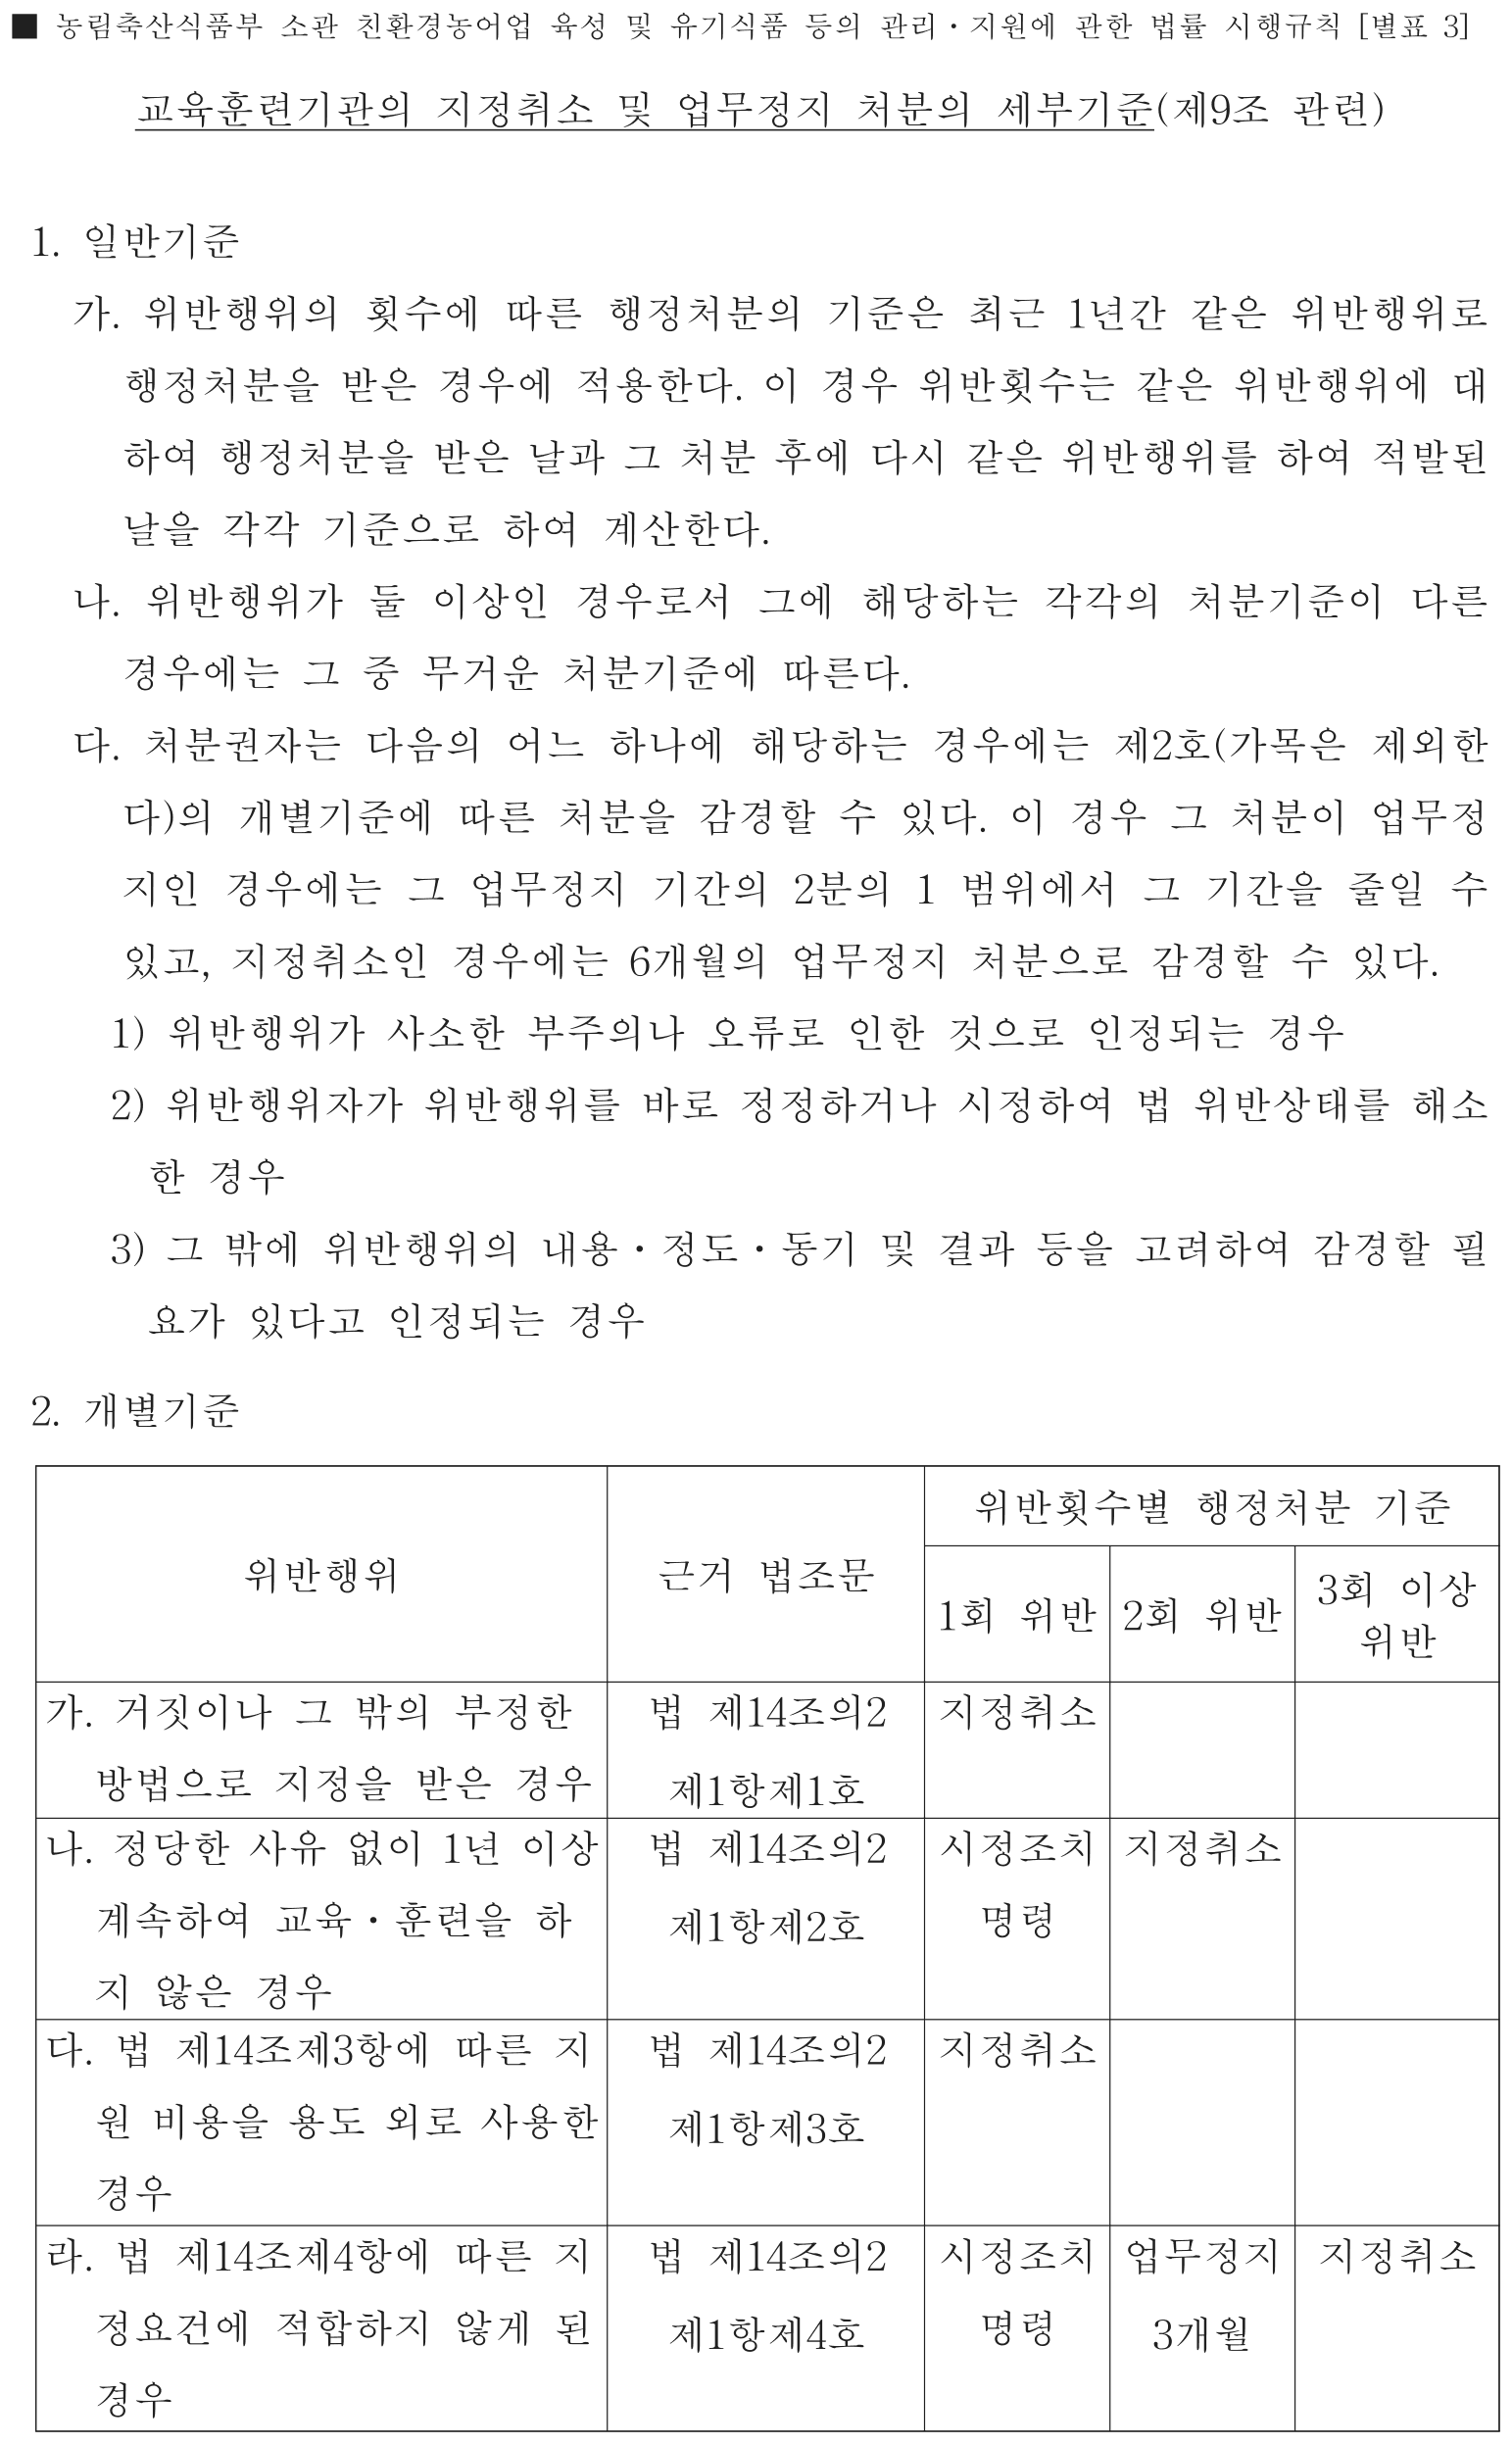 ■ 농림축산식품부 소관 친환경농어업 육성 및 유기식품 등의 관리·지원에 관한 법률 시행규칙 [별표 3]
교육훈련기관의 지정취소 및 업무정지 처분의 세부기준(제9조 관련)
1. 일반기준
가. 위반행위의 횟수에 따른 행정처분의 기준은 최근 1년간 같은 위반행위로
행정처분을 받은 경우에 적용한다. 이 경우 위반횟수는 같은 위반행위에 대
하여 행정처분을 받은 날과 그 처분 후에 다시 같은 위반행위를 하여 적발된
날을 각각 기준으로 하여 계산한다.
나. 위반행위가 둘 이상인 경우로서 그에 해당하는 각각의 처분기준이 다른
경우에는 그 중 무거운 처분기준에 따른다.
다. 처분권자는 다음의 어느 하나에 해당하는 경우에는 제2호(가목은 제외한
다)의 개별기준에 따른 처분을 감경할 수 있다. 이 경우 그 처분이 업무정
지인 경우에는 그 업무정지 기간의 2분의 1 범위에서 그 기간을 줄일 수
있고, 지정취소인 경우에는 6개월의 업무정지 처분으로 감경할 수 있다.
1) 위반행위가 사소한 부주의나 오류로 인한 것으로 인정되는 경우
2) 위반행위자가 위반행위를 바로 정정하거나 시정하여 법 위반상태를 해소
한 경우
3) 그 밖에 위반행위의 내용·정도·동기 및 결과 등을 고려하여 감경할 필
요가 있다고 인정되는 경우
2. 개별기준
위반행위
근거 법조문
위반횟수별 행정처분 기준
1회 위반
2회 위반
3회 이상
위반
가. 거짓이나 그 밖의 부정한
방법으로 지정을 받은 경우
법 제14조의2
제1항제1호
지정취소
나. 정당한 사유 없이 1년 이상
계속하여 교육·훈련을 하
지 않은 경우
법 제14조의2
제1항제2호
시정조치
명령
지정취소
다. 법 제14조제3항에 따른 지
원 비용을 용도 외로 사용한
경우
법 제14조의2
제1항제3호
지정취소
라. 법 제14조제4항에 따른 지
정요건에 적합하지 않게 된
경우
법 제14조의2
제1항제4호
시정조치
명령
업무정지
3개월
지정취소